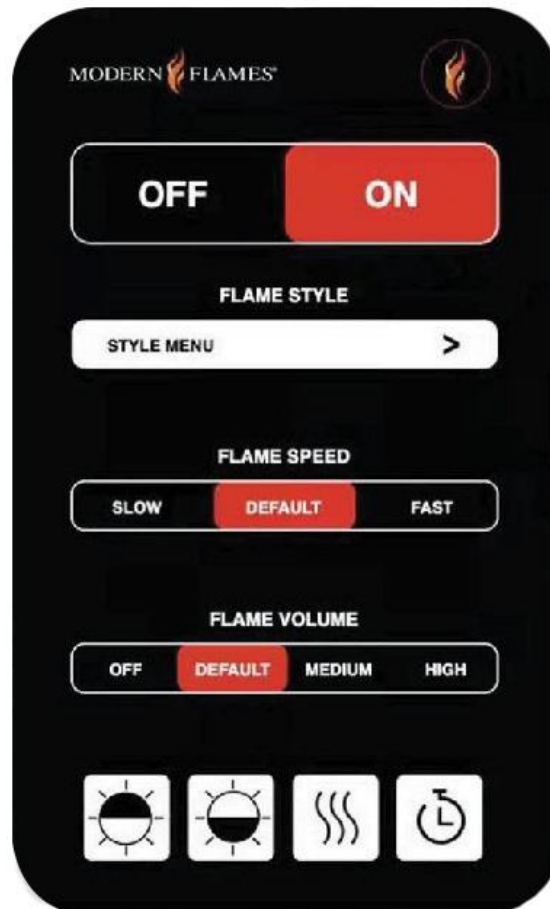 MODERN FLAMES®
OFF ON
FLAME STYLE
STYLE MENU >
FLAME SPEED
SLOW DEFAULT FAST
FLAME VOLUME
OFF DEFAULT MEDIUM HIGH